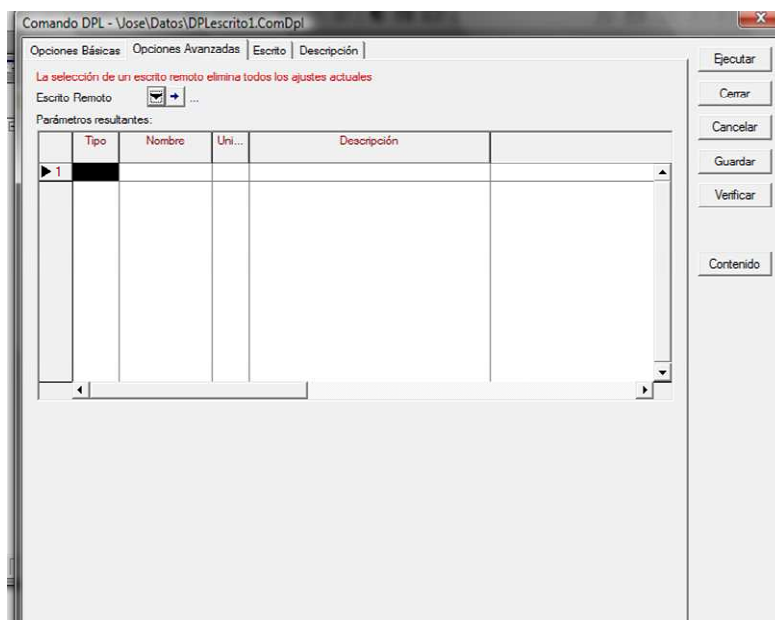 Comando DPL - \Jose\Datos\DPLescrito1.ComDpl
Opciones Básicas Opciones Avanzadas Escrito Descripción
La selección de un escrito remoto elimina todos los ajustes actuales
Escrito Remoto ...
Parámetros resultantes:
Tipo Nombre Uni... Descripción
1
Ejecutar
Cerrar
Cancelar
Guardar
Verificar
Contenido